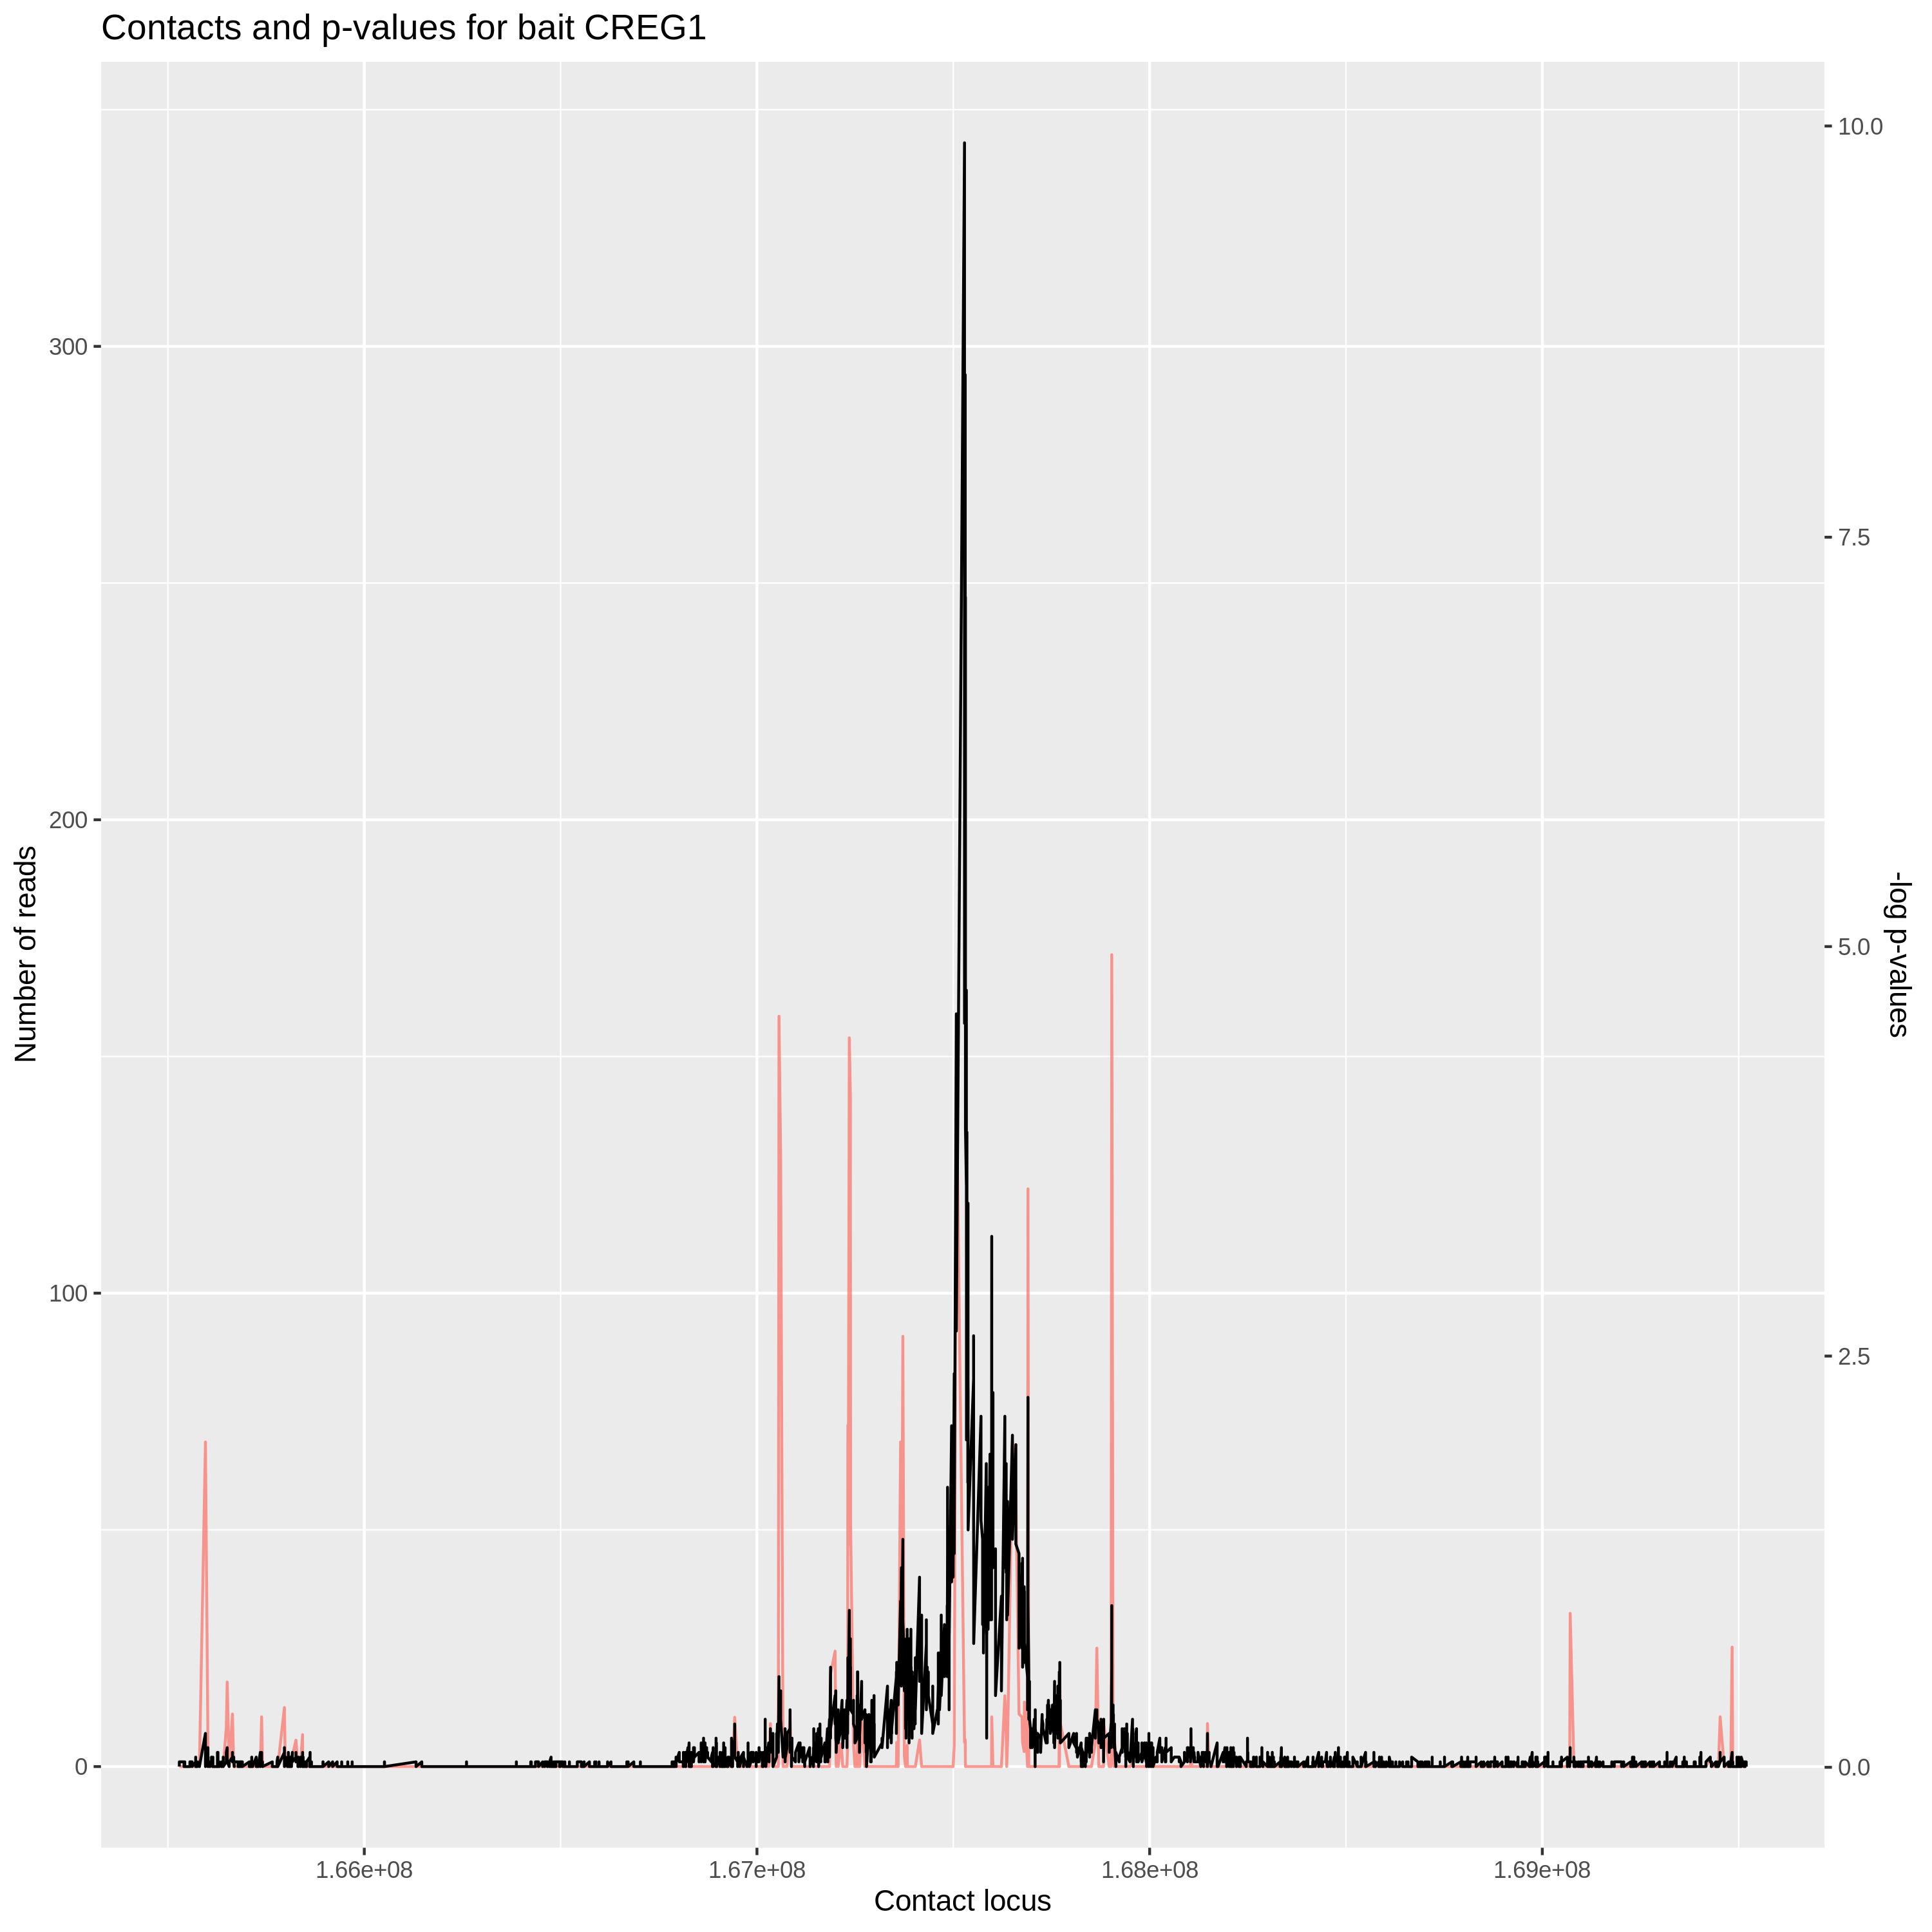 Contacts and p-values for bait CREG1
Number of reads
300
200
100
0
10.0
7.5
5.0
2.5
0.0
-log p-values
1.66e+08 1.67e+08 1.68e+08 1.69e+08
Contact locus